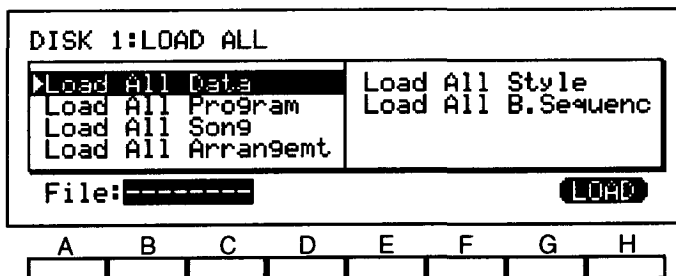 DISK 1:LOAD ALL
Load All Data
Load All Program
Load All Song
Load All Arrangemt
Load All Style
Load All B.Sequenc
File:--------
LOAD
A B C D E F G H